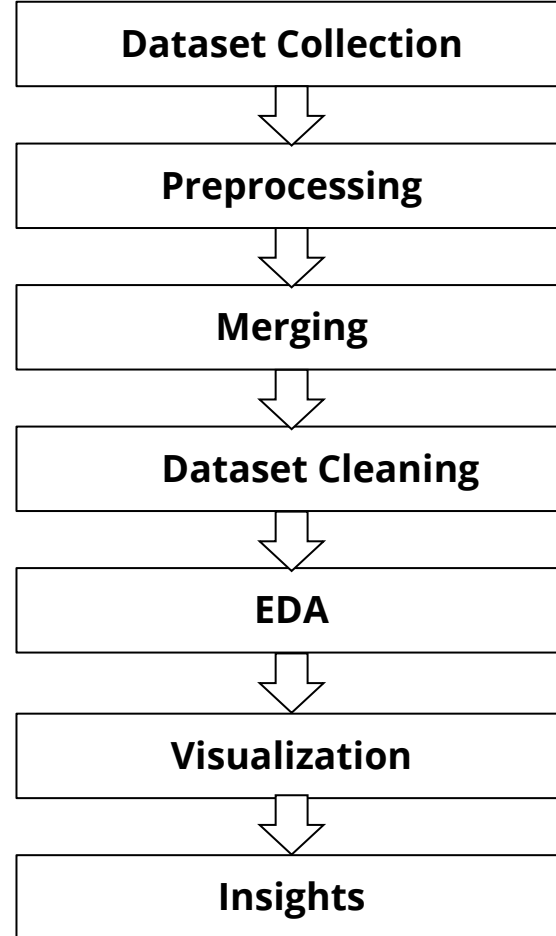 Dataset Collection
Preprocessing
Merging
Dataset Cleaning
EDA
Visualization
Insights